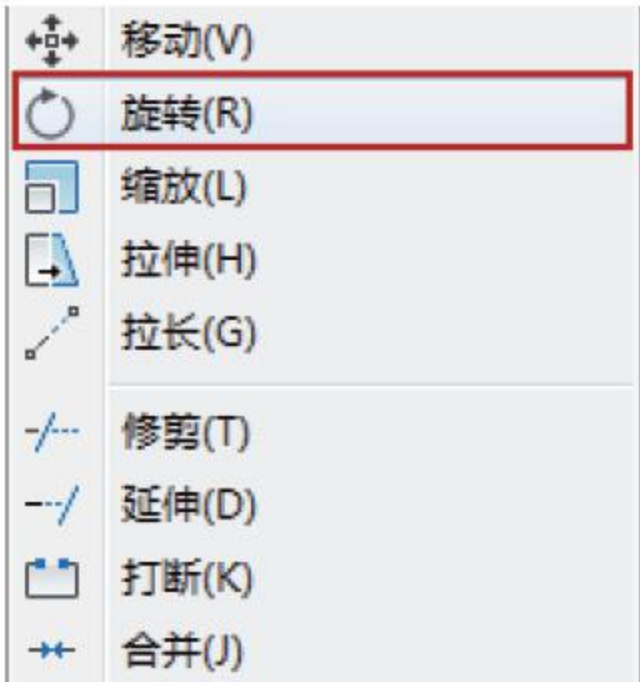 移动(V)
旋转(R)
缩放(L)
拉伸(H)
拉长(G)
修剪(T)
延伸(D)
打断(K)
合并(J)